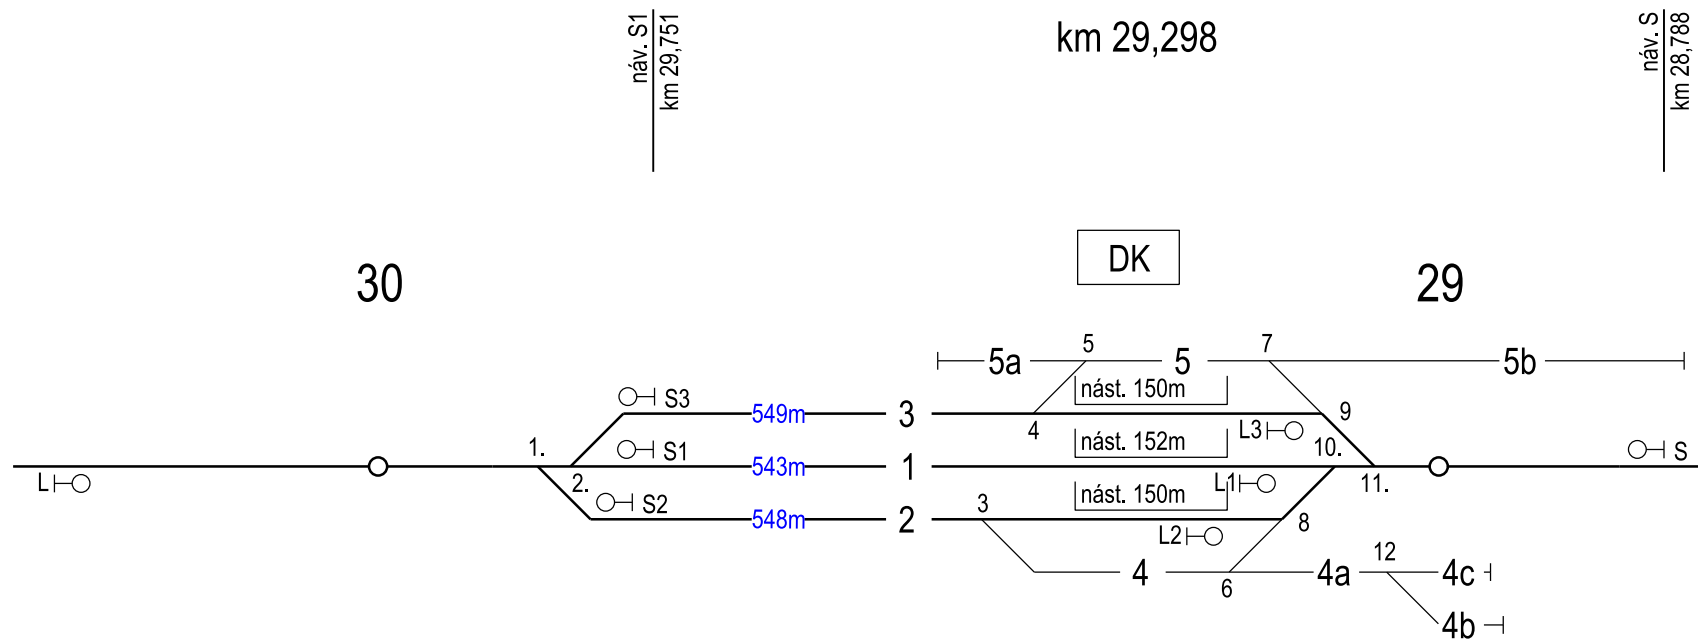 náv. S1
km 29,751
km 29,298
náv. S
km 28,788
DK
30
29
5a
5
5
7
5b
nást. 150m
S3
549m
3
4
L3
9
1.
S1
nást. 152m
10.
S
543m
1
L
2.
L1
11.
S2
nást. 150m
548m
2
3
L2
8
4
6
4a
12
4c
4b